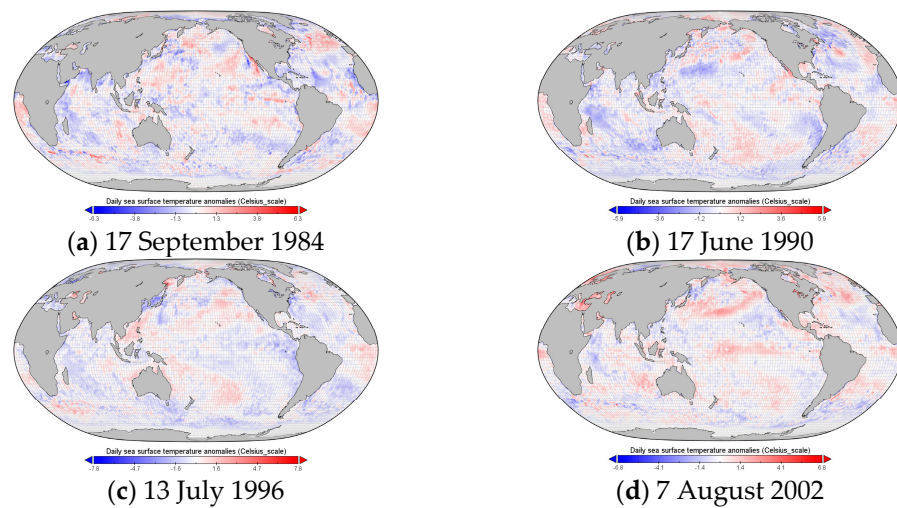 Daily sea surface temperature anomalies (Celsius_scale)
-6.3 -3.8 -1.3 1.3 3.8 6.3
(a) 17 September 1984
Daily sea surface temperature anomalies (Celsius_scale)
-5.9 -3.6 -1.2 1.2 3.6 5.9
(b) 17 June 1990
Daily sea surface temperature anomalies (Celsius_scale)
-7.8 -4.7 -1.6 1.6 4.7 7.8
(c) 13 July 1996
Daily sea surface temperature anomalies (Celsius_scale)
-6.8 -4.1 -1.4 1.4 4.1 6.8
(d) 7 August 2002